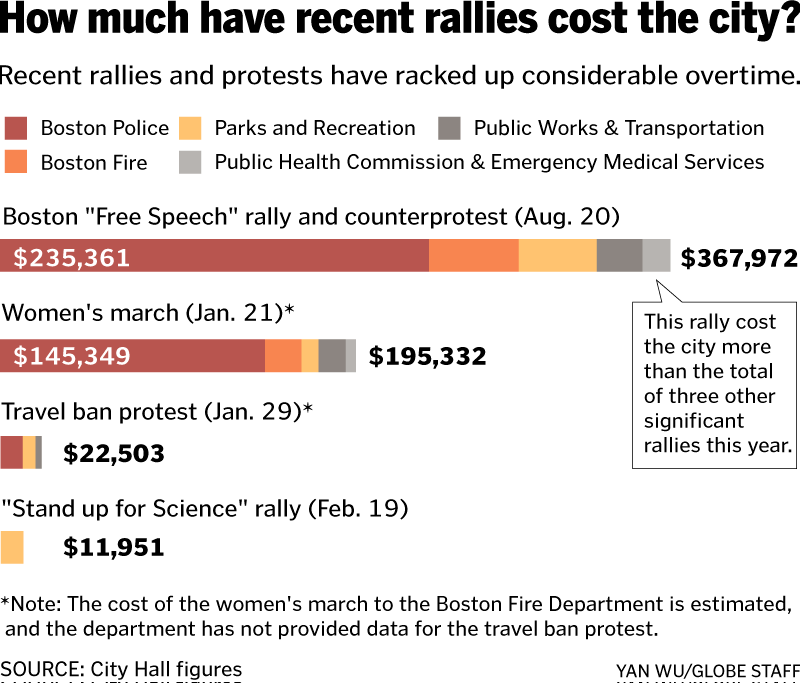 How much have recent rallies cost the city?
Recent rallies and protests have racked up considerable overtime.
Boston Police Parks and Recreation Public Works & Transportation
Boston Fire Public Health Commission & Emergency Medical Services
Boston "Free Speech" rally and counterprotest (Aug. 20)
$235,361 $367,972
Women's march (Jan. 21)*
$145,349 $195,332
This rally cost
the city more
than the total
of three other
significant
rallies this year.
Travel ban protest (Jan. 29)*
$22,503
"Stand up for Science" rally (Feb. 19)
$11,951
*Note: The cost of the women's march to the Boston Fire Department is estimated,
and the department has not provided data for the travel ban protest.
SOURCE: City Hall figures YAN WU/GLOBE STAFF